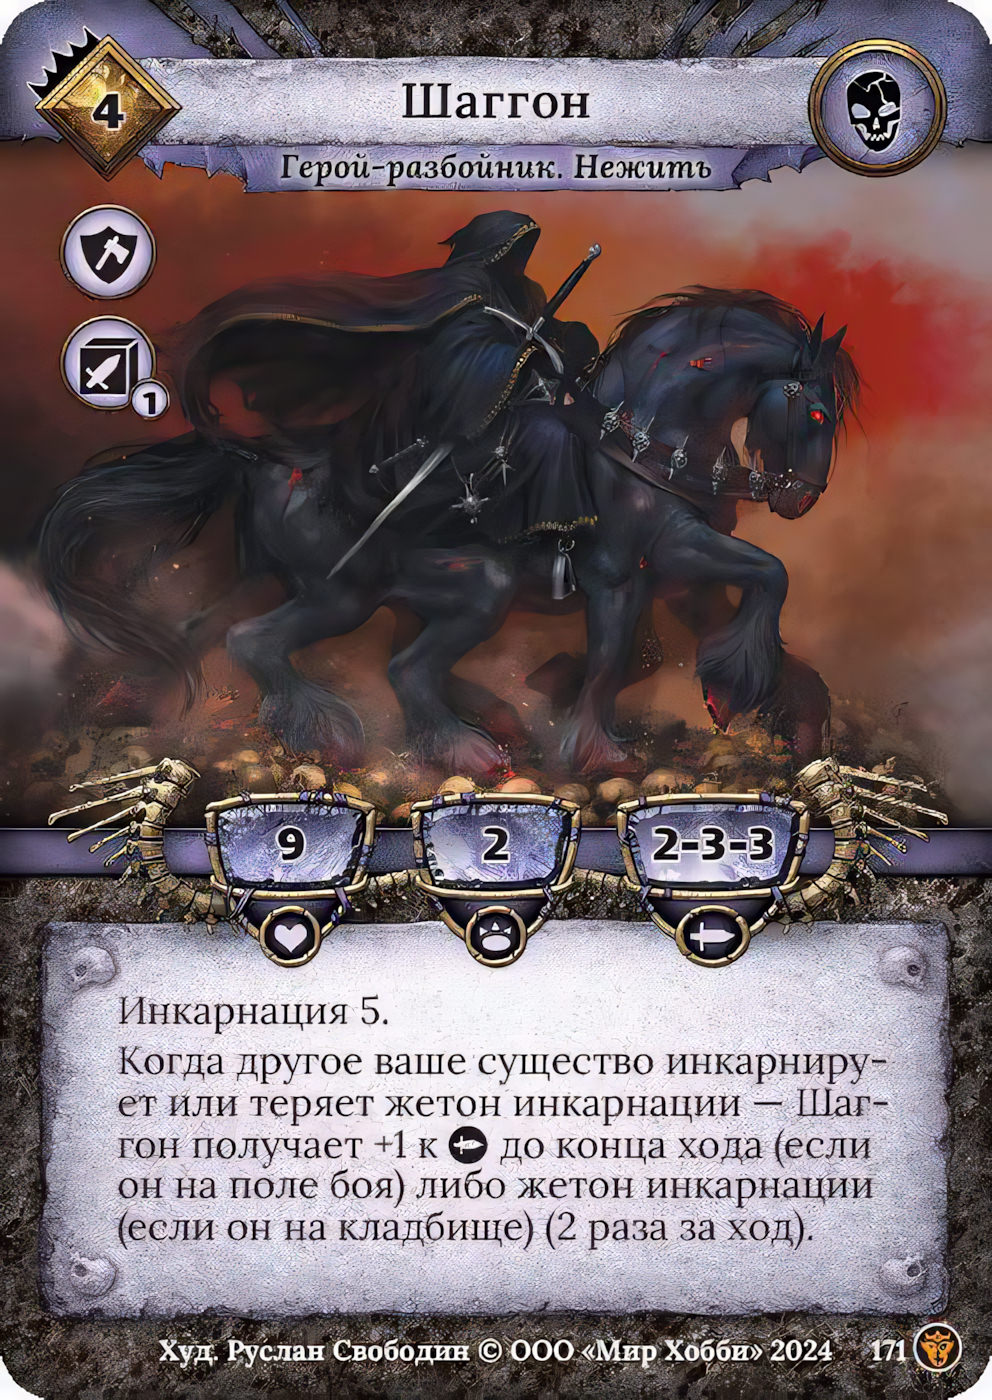 4
Шаггон
Герой-разбойник. Нежить
1
9
2
2-3-3
Инкарнация 5.
Когда другое ваше существо инкарниру-
ет или теряет жетон инкарнации — Шаг-
гон получает +1 к до конца хода (если
он на поле боя) либо жетон инкарнации
(если он на кладбище) (2 раза за ход).
Худ. Руслан Свободин © ООО «Мир Хобби» 2024 171